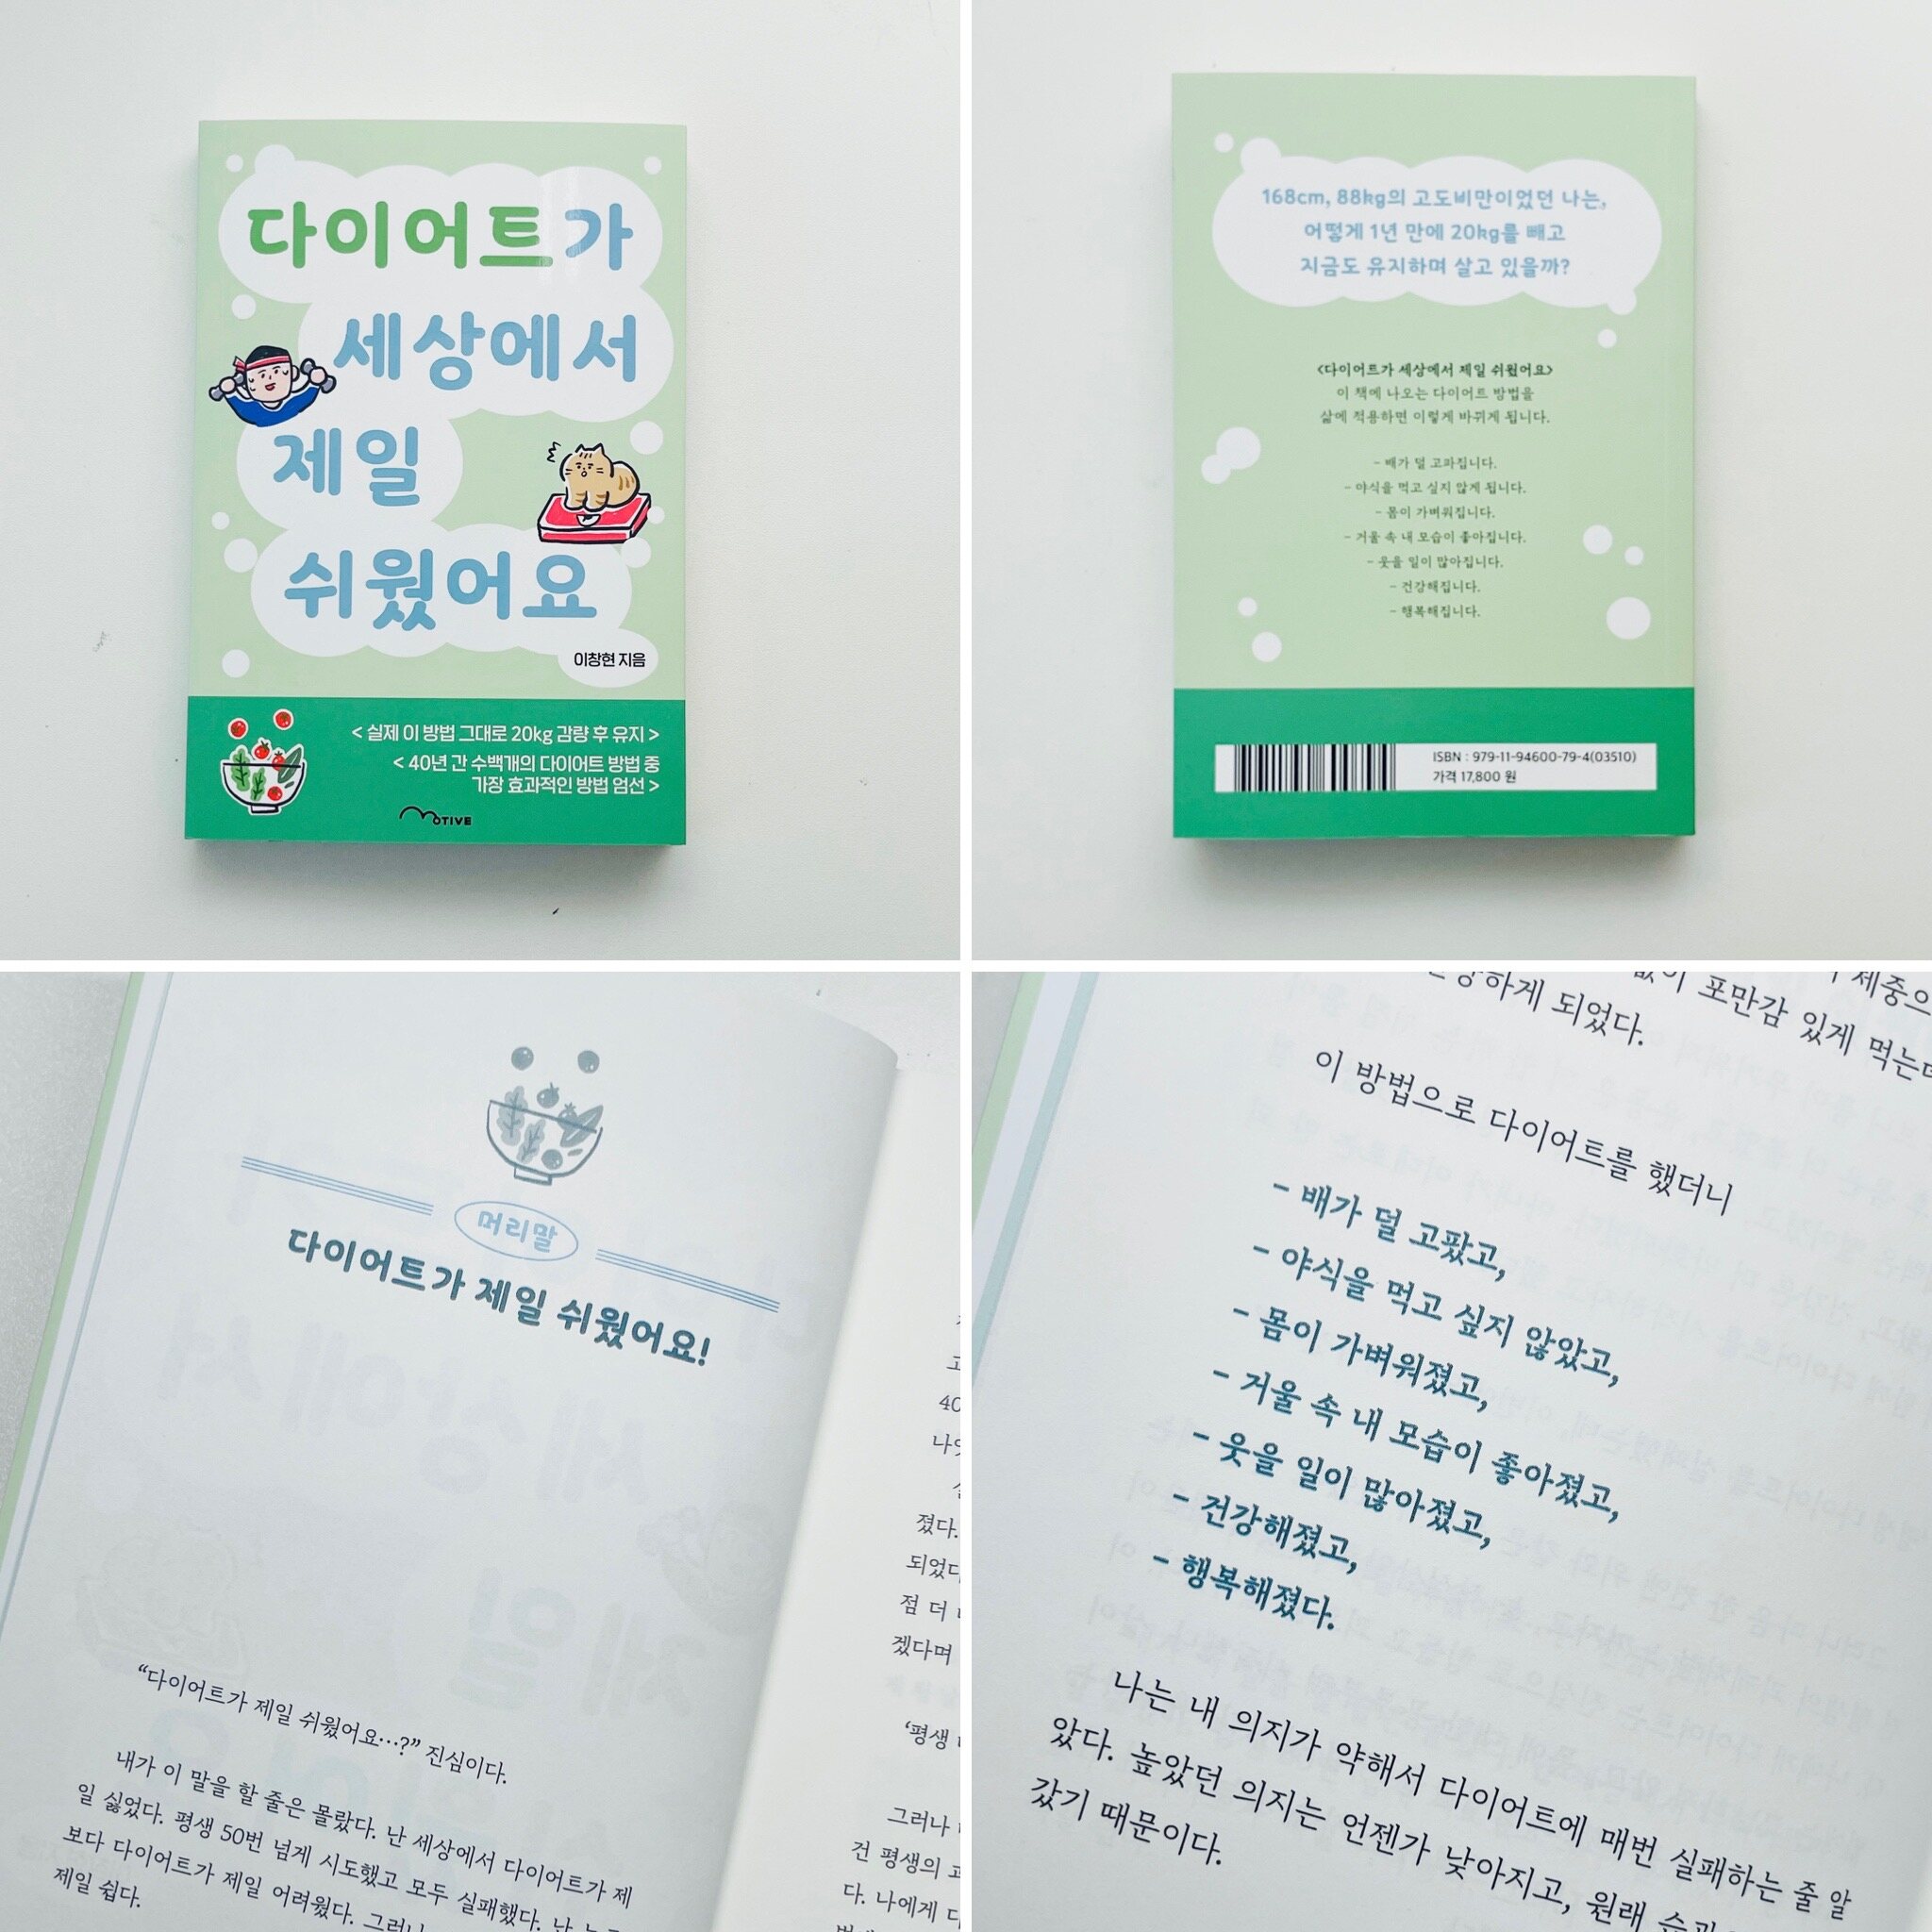 다이어트가
세상에서
제일
쉬웠어요
이창현 지음
< 실제 이 방법 그대로 20kg 감량 후 유지 >
< 40년 간 수백개의 다이어트 방법 중
가장 효과적인 방법 엄선 >
MOTIVE
168cm, 88kg의 고도비만이었던 나는,
어떻게 1년 만에 20kg를 빼고
지금도 유지하며 살고 있을까?
<다이어트가 세상에서 제일 쉬웠어요>
이 책에 나오는 다이어트 방법을
삶에 적용하면 이렇게 바뀌게 됩니다.
- 배가 덜 고파집니다.
- 야식을 먹고 싶지 않게 됩니다.
- 몸이 가벼워집니다.
- 거울 속 내 모습이 좋아집니다.
- 웃을 일이 많아집니다.
- 건강해집니다.
- 행복해집니다.
ISBN : 979-11-94600-79-4(03510)
가격 17,800 원
머리말
다이어트가 제일 쉬웠어요!
“다이어트가 제일 쉬웠어요…?” 진심이다.
내가 이 말을 할 줄은 몰랐다. 난 세상에서 다이어트가 제
일 싫었다. 평생 50번 넘게 시도했고 모두 실패했다. 난
보다 다이어트가 제일 어려웠다.
제일 쉽다.
40
졌다.
되었다
점 더
겠다며
‘평생
그러나
건 평생의
다. 나에게
포만감 있게 먹는
하게 되었다.
이 방법으로 다이어트를 했더니
- 배가 덜 고팠고,
- 야식을 먹고 싶지 않았고,
- 몸이 가벼워졌고,
- 거울 속 내 모습이 좋아졌고,
- 웃을 일이 많아졌고,
- 건강해졌고,
- 행복해졌다.
나는 내 의지가 약해서 다이어트에 매번 실패하는 줄 알
았다. 높았던 의지는 언젠가 낮아지고, 원래
갔기 때문이다.